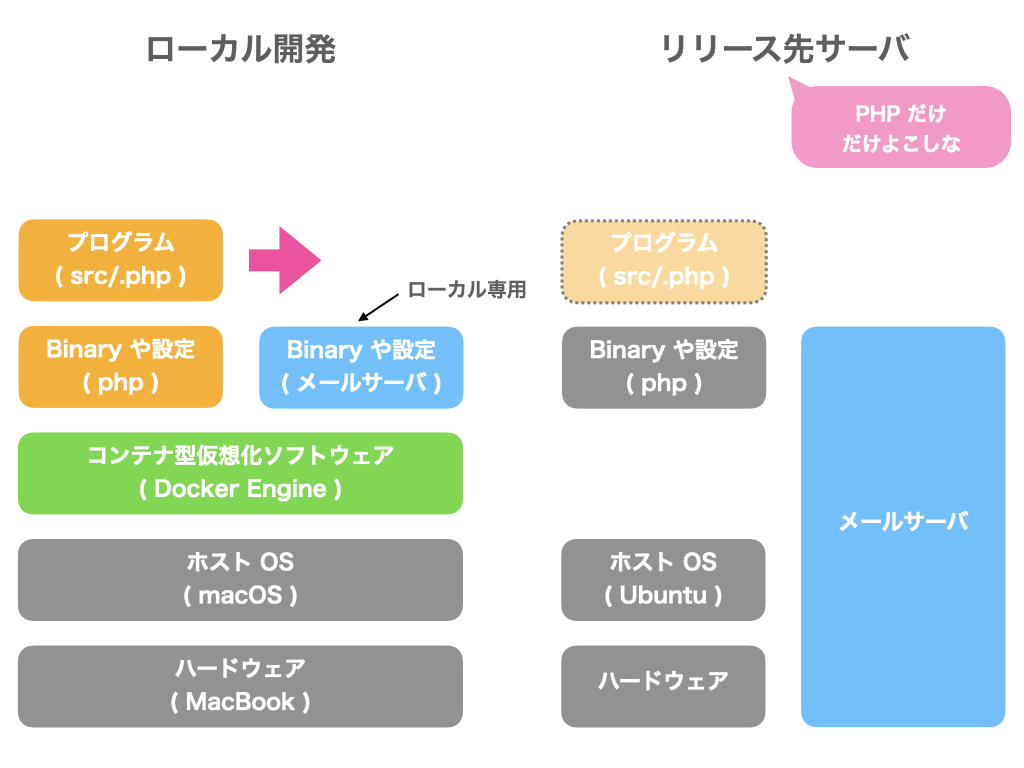 ローカル開発
リリース先サーバ
PHP だけ
だけよこしな
プログラム
( src/.php )
プログラム
( src/.php )
ローカル専用
Binary や設定
( php )
Binary や設定
( メールサーバ )
Binary や設定
( php )
コンテナ型仮想化ソフトウェア
( Docker Engine )
メールサーバ
ホスト OS
( macOS )
ホスト OS
( Ubuntu )
ハードウェア
( MacBook )
ハードウェア